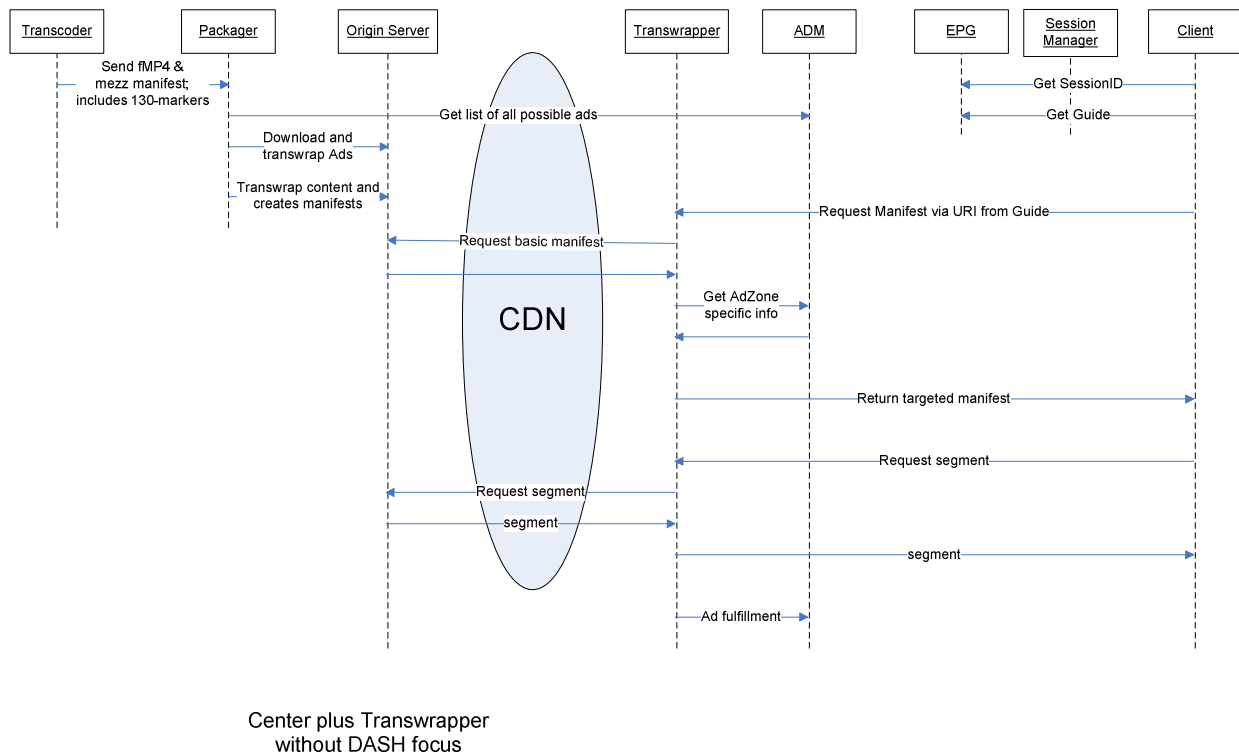 Transcoder
Packager
Origin Server
Transwrapper
ADM
EPG
Session
Manager
Client
Send fMP4 &
mezz manifest;
includes 130-markers
Get SessionID
Get list of all possible ads
Get Guide
Download and
transwrap Ads
Transwrap content and
creates manifests
Request Manifest via URI from Guide
Request basic manifest
Get AdZone
specific info
CDN
Return targeted manifest
Request segment
Request segment
segment
segment
Ad fulfillment
Center plus Transwrapper
without DASH focus